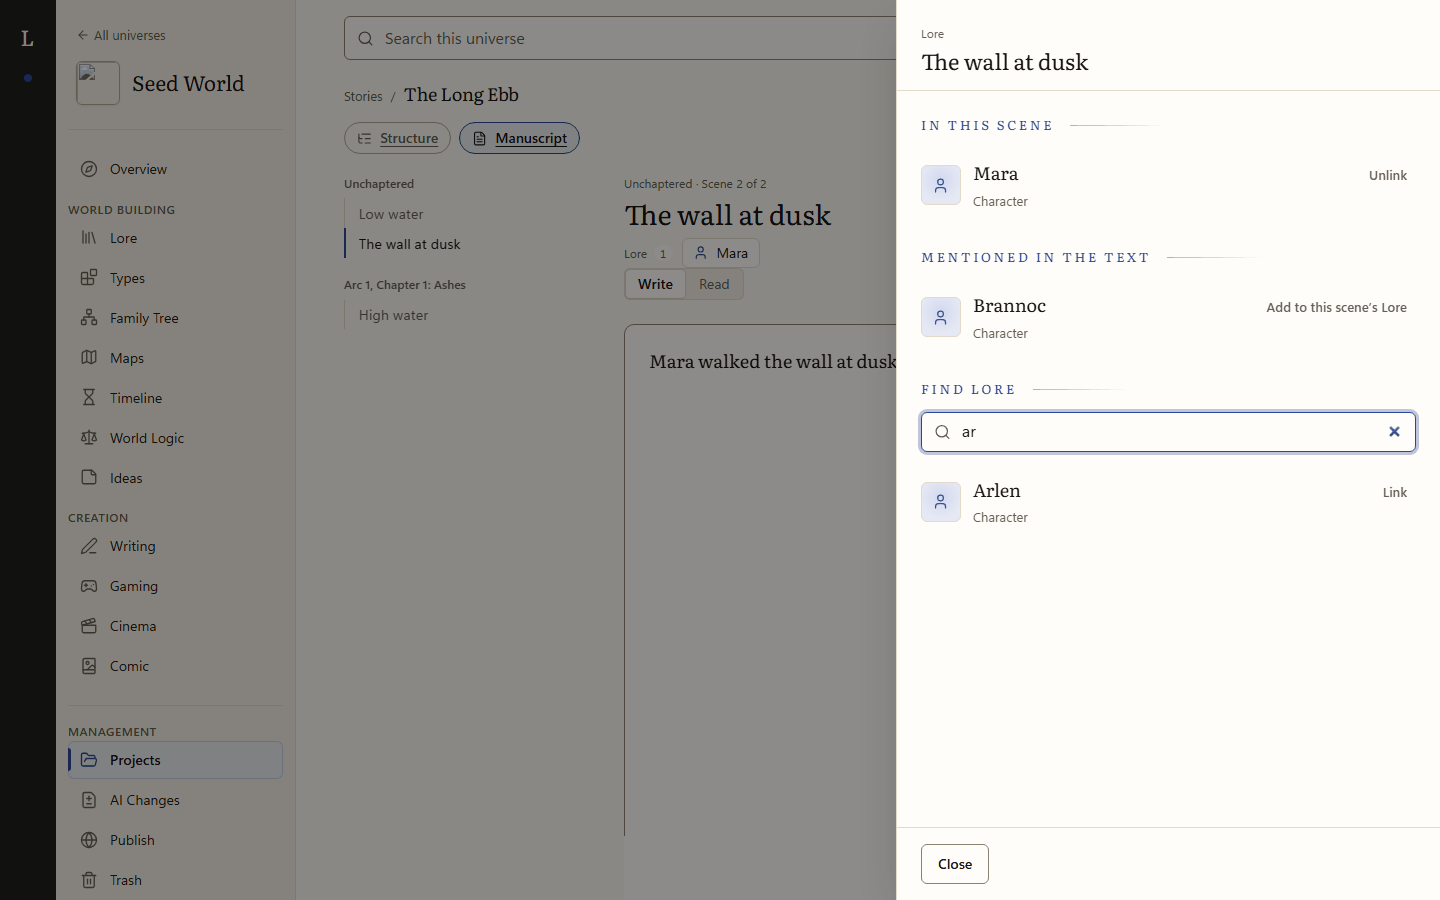 L
All universes
Seed World
Overview
WORLD BUILDING
Lore
Types
Family Tree
Maps
Timeline
World Logic
Ideas
CREATION
Writing
Gaming
Cinema
Comic
MANAGEMENT
Projects
AI Changes
Publish
Trash
Search this universe
Stories / The Long Ebb
Structure
Manuscript
Unchaptered
Low water
The wall at dusk
Arc 1, Chapter 1: Ashes
High water
Unchaptered · Scene 2 of 2
The wall at dusk
Lore 1 Mara
Write Read
Mara walked the wall at dusk
Lore
The wall at dusk
IN THIS SCENE
Mara
Unlink
Character
MENTIONED IN THE TEXT
Brannoc
Add to this scene’s Lore
Character
FIND LORE
ar
Arlen
Link
Character
Close